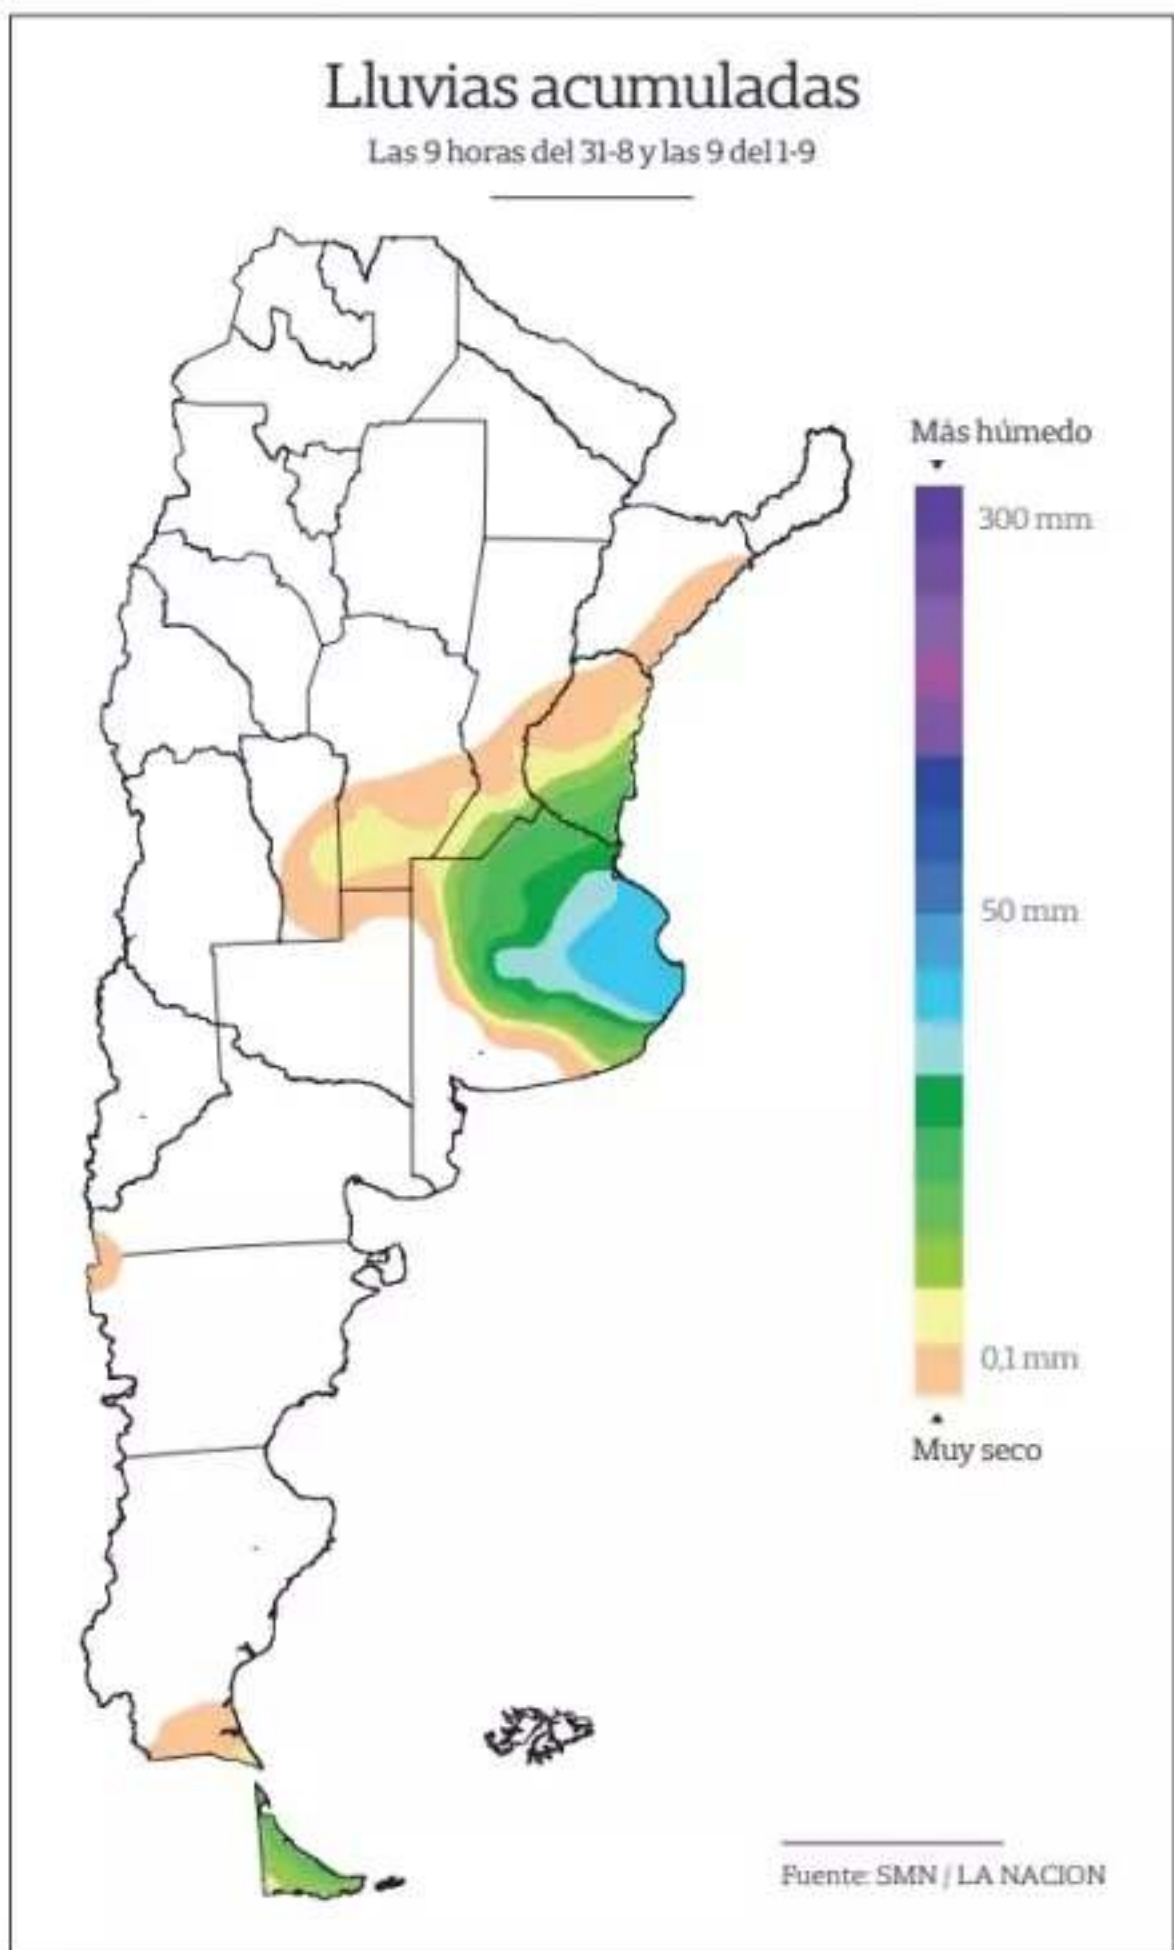 Lluvias acumuladas
Las 9 horas del 31-8 y las 9 del 1-9
Más húmedo
300 mm
50 mm
0,1 mm
Muy seco
Fuente: SMN / LA NACION